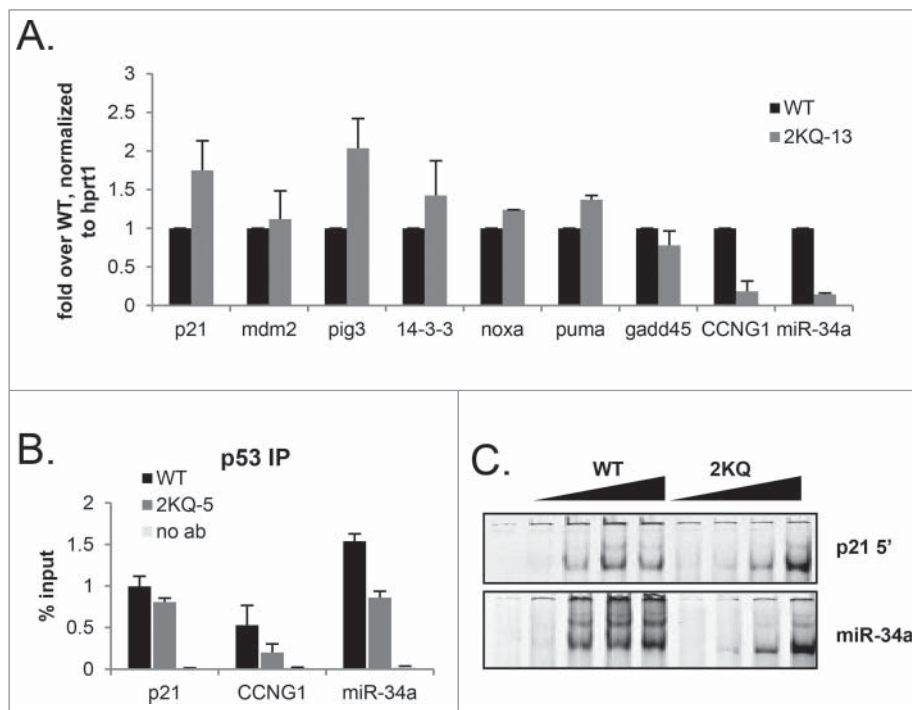 A.
fold over WT, normalized
to hprt1
3
2.5
2
1.5
1
0.5
0
WT
2KQ-13
p21 mdm2 pig3 14-3-3 noxa puma gadd45 CCNG1 miR-34a
B.
p53 IP
WT
2KQ-5
no ab
% input
2
1.5
1
0.5
0
p21 CCNG1 miR-34a
C.
WT 2KQ
p21 5'
miR-34a